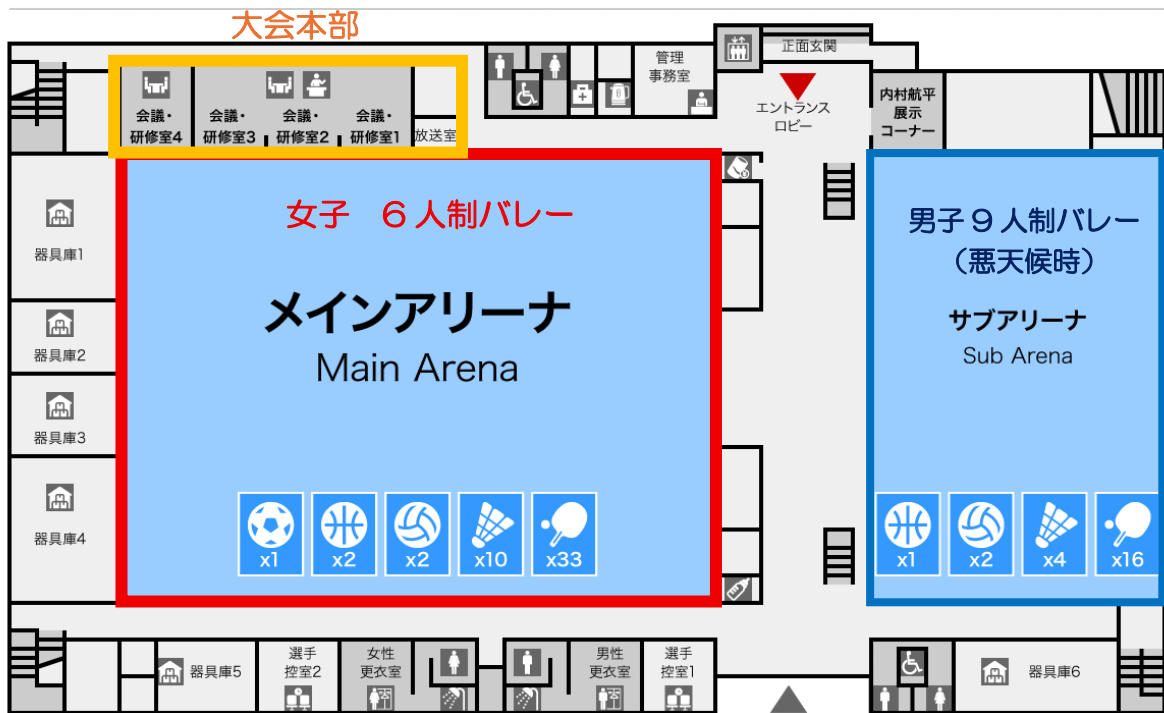 大会本部
正面玄関
管理
事務室
エントランス
ロビー
内村航平
展示
コーナー
会議・
研修室4
会議・
研修室3
会議・
研修室2
会議・
研修室1
放送室
女子　６人制バレー
メインアリーナ
Main Arena
男子９人制バレー
（悪天候時）
サブアリーナ
Sub Arena
器具庫1
器具庫2
器具庫3
器具庫4
x1
x2
x2
x10
x33
x1
x2
x4
x16
器具庫5
選手
控室2
女性
更衣室
男性
更衣室
選手
控室1
器具庫6